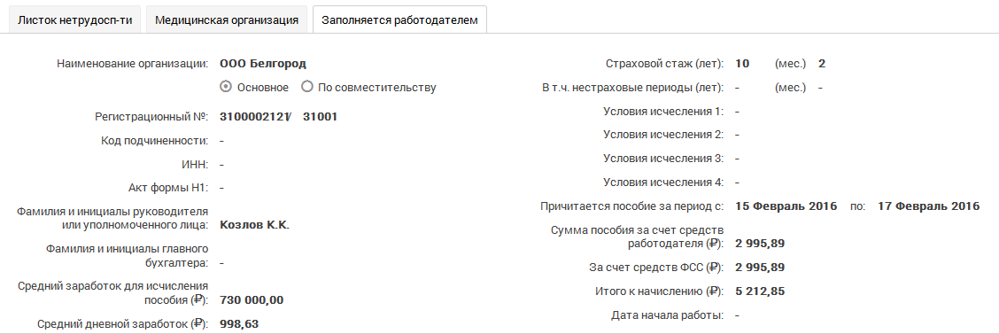 Листок нетрудосп-ти Медицинская организация Заполняется работодателем
Наименование организации: ООО Белгород
Основное По совместительству
Регистрационный №: 3100002121/ 31001
Код подчиненности: -
ИНН: -
Акт формы Н1: -
Фамилия и инициалы руководителя
или уполномоченного лица: Козлов К.К.
Фамилия и инициалы главного
бухгалтера: -
Средний заработок для исчисления
пособия (₽): 730 000,00
Средний дневной заработок (₽): 998,63
Страховой стаж (лет): 10 (мес.) 2
В т.ч. нестраховые периоды (лет): - (мес.) -
Условия исчесления 1: -
Условия исчесления 2: -
Условия исчесления 3: -
Условия исчесления 4: -
Причитается пособие за период с: 15 Февраль 2016 по: 17 Февраль 2016
Сумма пособия за счет средств
работодателя (₽): 2 995,89
За счет средств ФСС (₽): 2 995,89
Итого к начислению (₽): 5 212,85
Дата начала работы: -